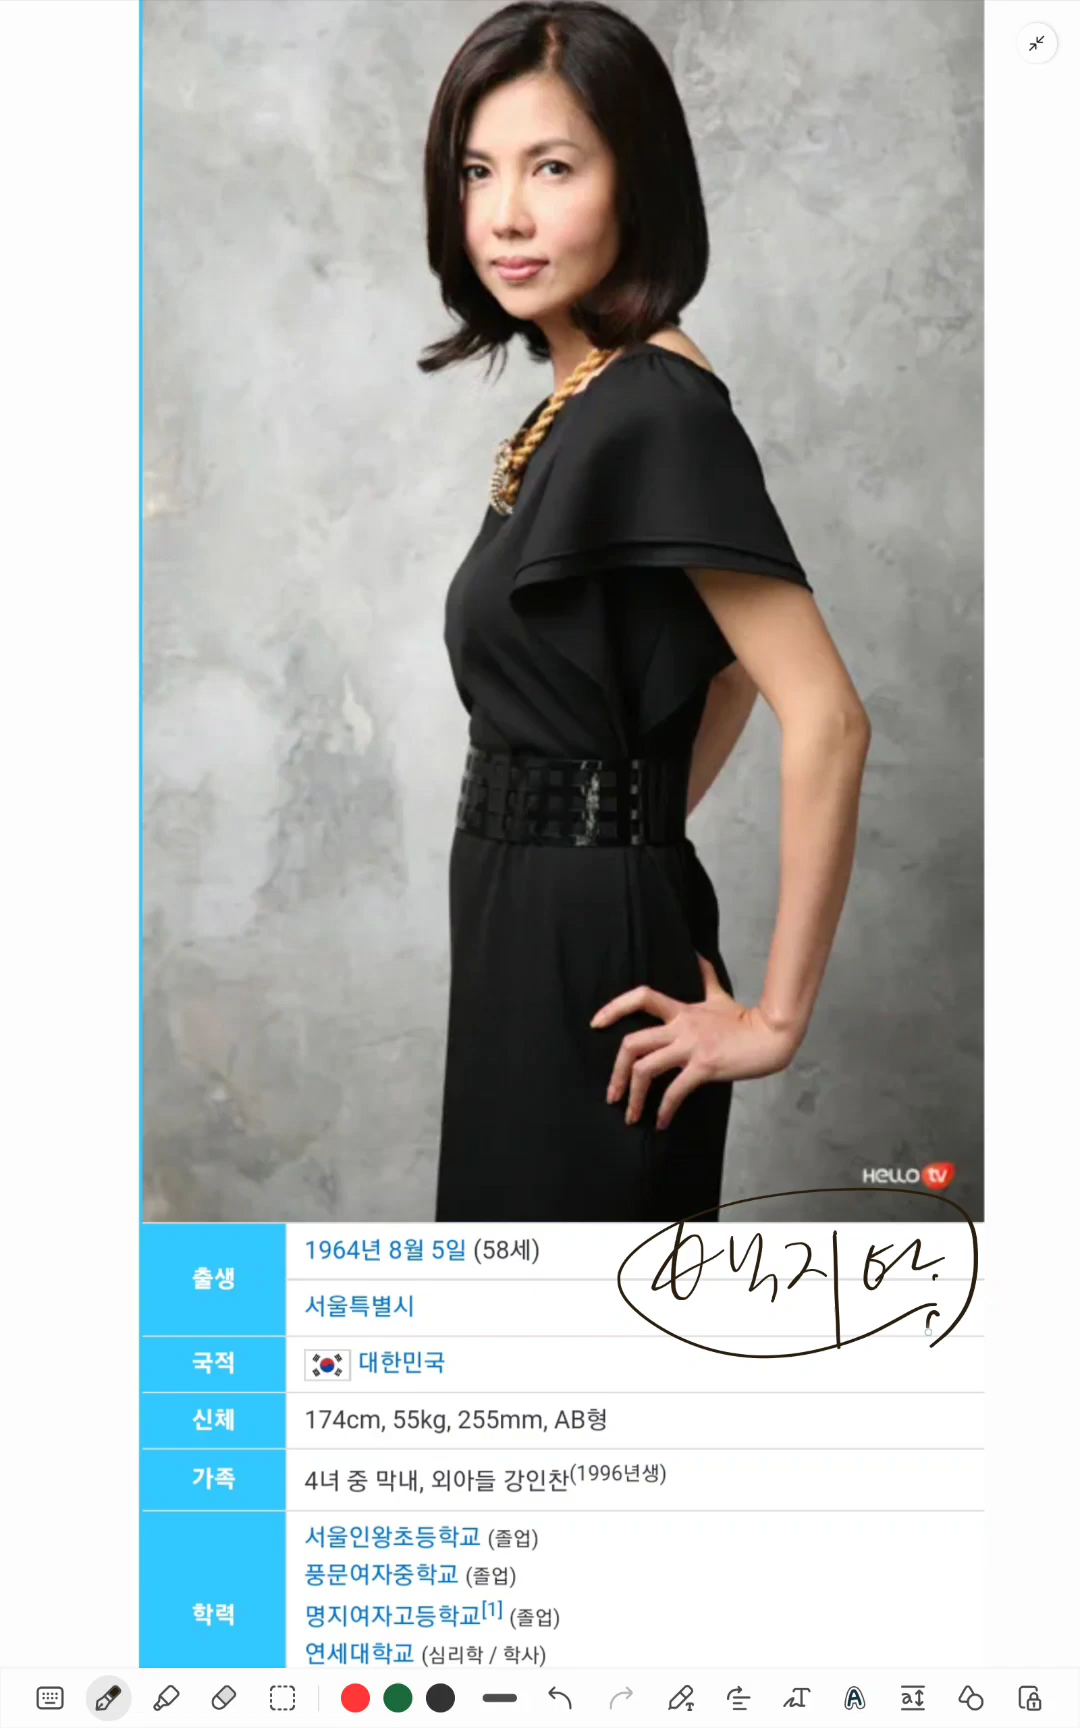 HELLO tv
출생
1964년 8월 5일 (58세)
백지
서울특별시
국적
대한민국
신체
174cm, 55kg, 255mm, AB형
가족
4녀 중 막내, 외아들 강인찬(1996년생)
학력
서울인왕초등학교 (졸업)
풍문여자중학교 (졸업)
명지여자고등학교[1] (졸업)
연세대학교 (심리학 / 학사)